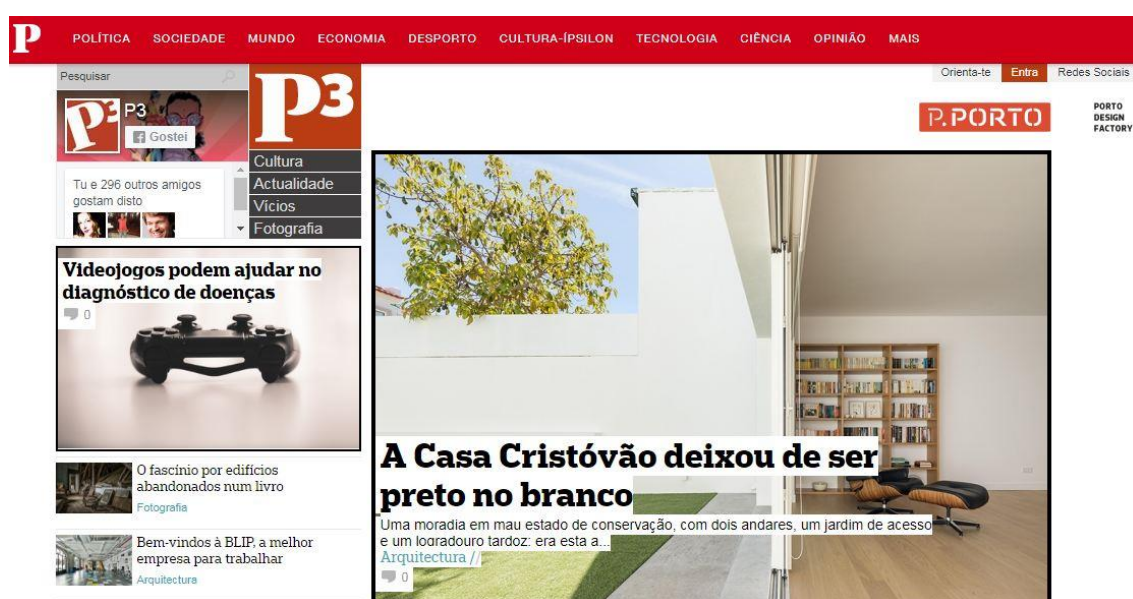 P POLÍTICA SOCIEDADE MUNDO ECONOMIA DESPORTO CULTURA-ÍPSILON TECNOLOGIA CIÊNCIA OPINIÃO MAIS
Orienta-te Entra Redes Sociais
Pesquisar
P3
P3
Gostei
Tu e 296 outros amigos
gostam disto
P3
Cultura
Actualidade
Vícios
Fotografia
P.PORTO
PORTO
DESIGN
FACTORY
Videojogos podem ajudar no
diagnóstico de doenças
0
O fascínio por edifícios
abandonados num livro
Fotografia
Bem-vindos à BLIP, a melhor
empresa para trabalhar
Arquitectura
A Casa Cristóvão deixou de ser
preto no branco
Uma moradia em mau estado de conservação, com dois andares, um jardim de acesso
e um logradouro tardoz: era esta a...
Arquitectura //
0